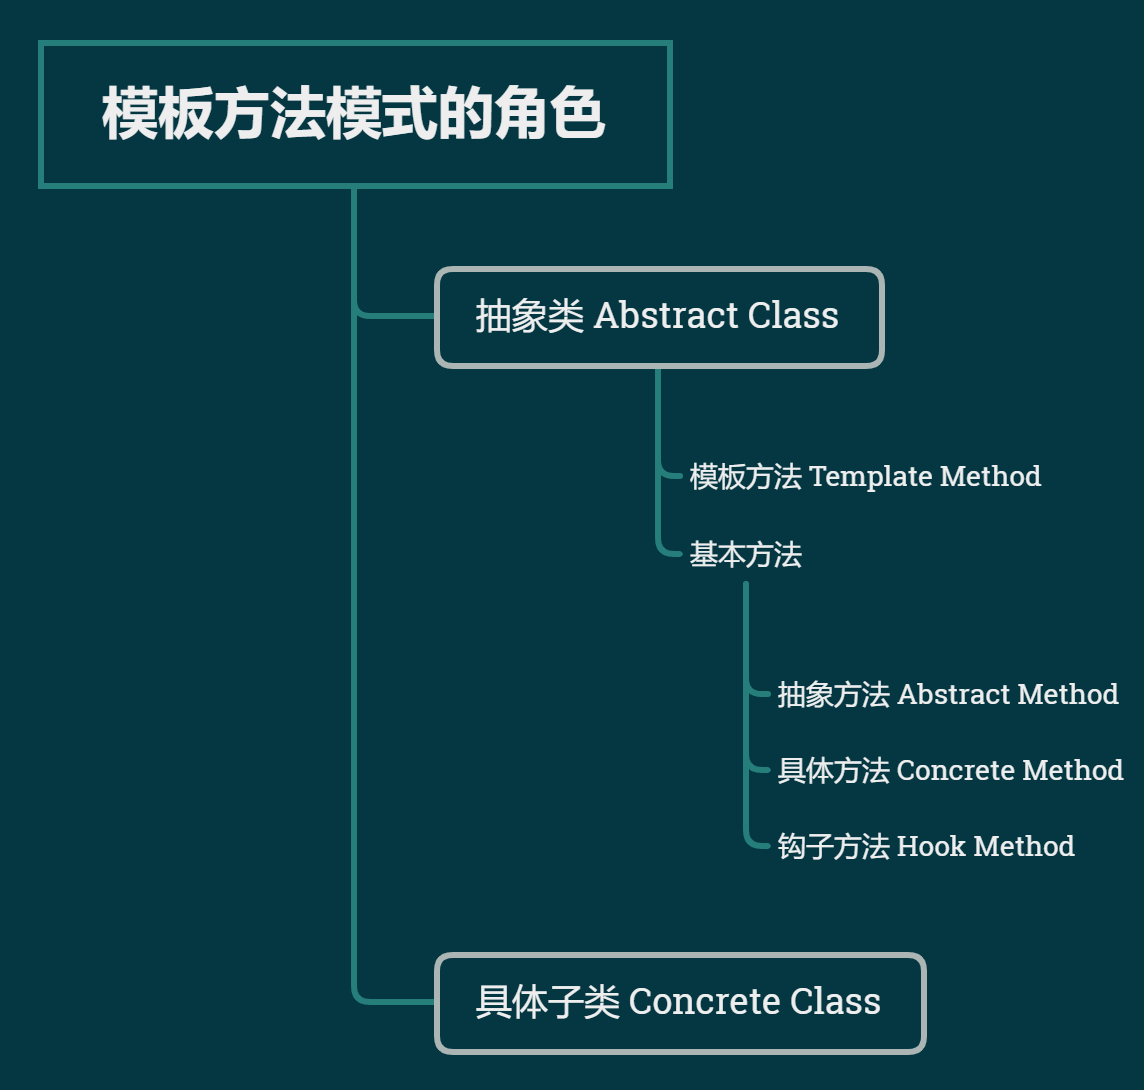 模板方法模式的角色
抽象类 Abstract Class
模板方法 Template Method
基本方法
抽象方法 Abstract Method
具体方法 Concrete Method
钩子方法 Hook Method
具体子类 Concrete Class